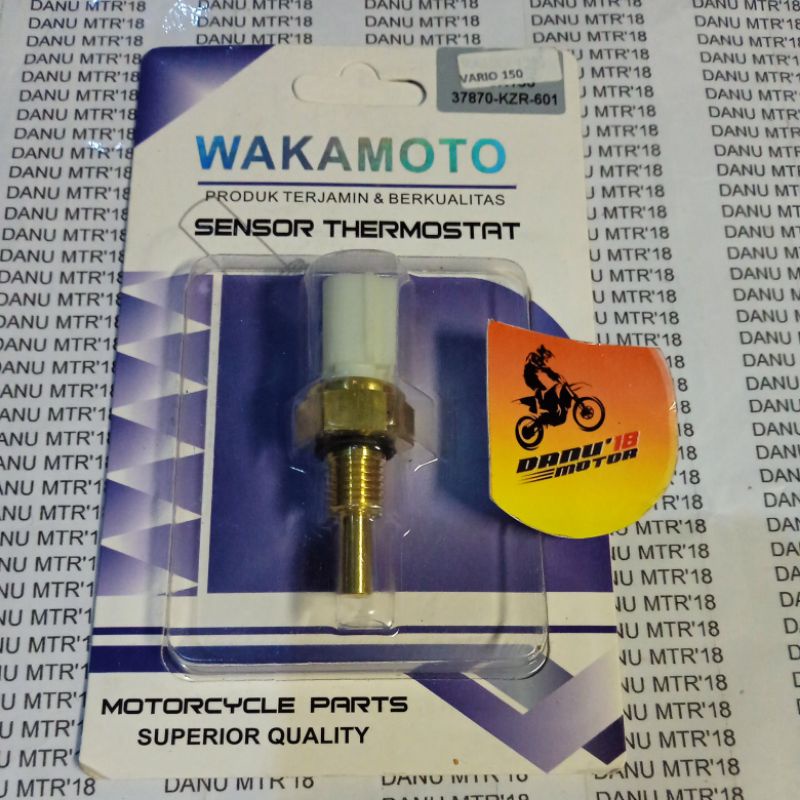 VARIO 150
37870-KZR-601
WAKAMOTO
PRODUK TERJAMIN & BERKUALITAS
SENSOR THERMOSTAT
DANU'18
MOTOR
MOTORCYCLE PARTS
SUPERIOR QUALITY
DANU MTR'18